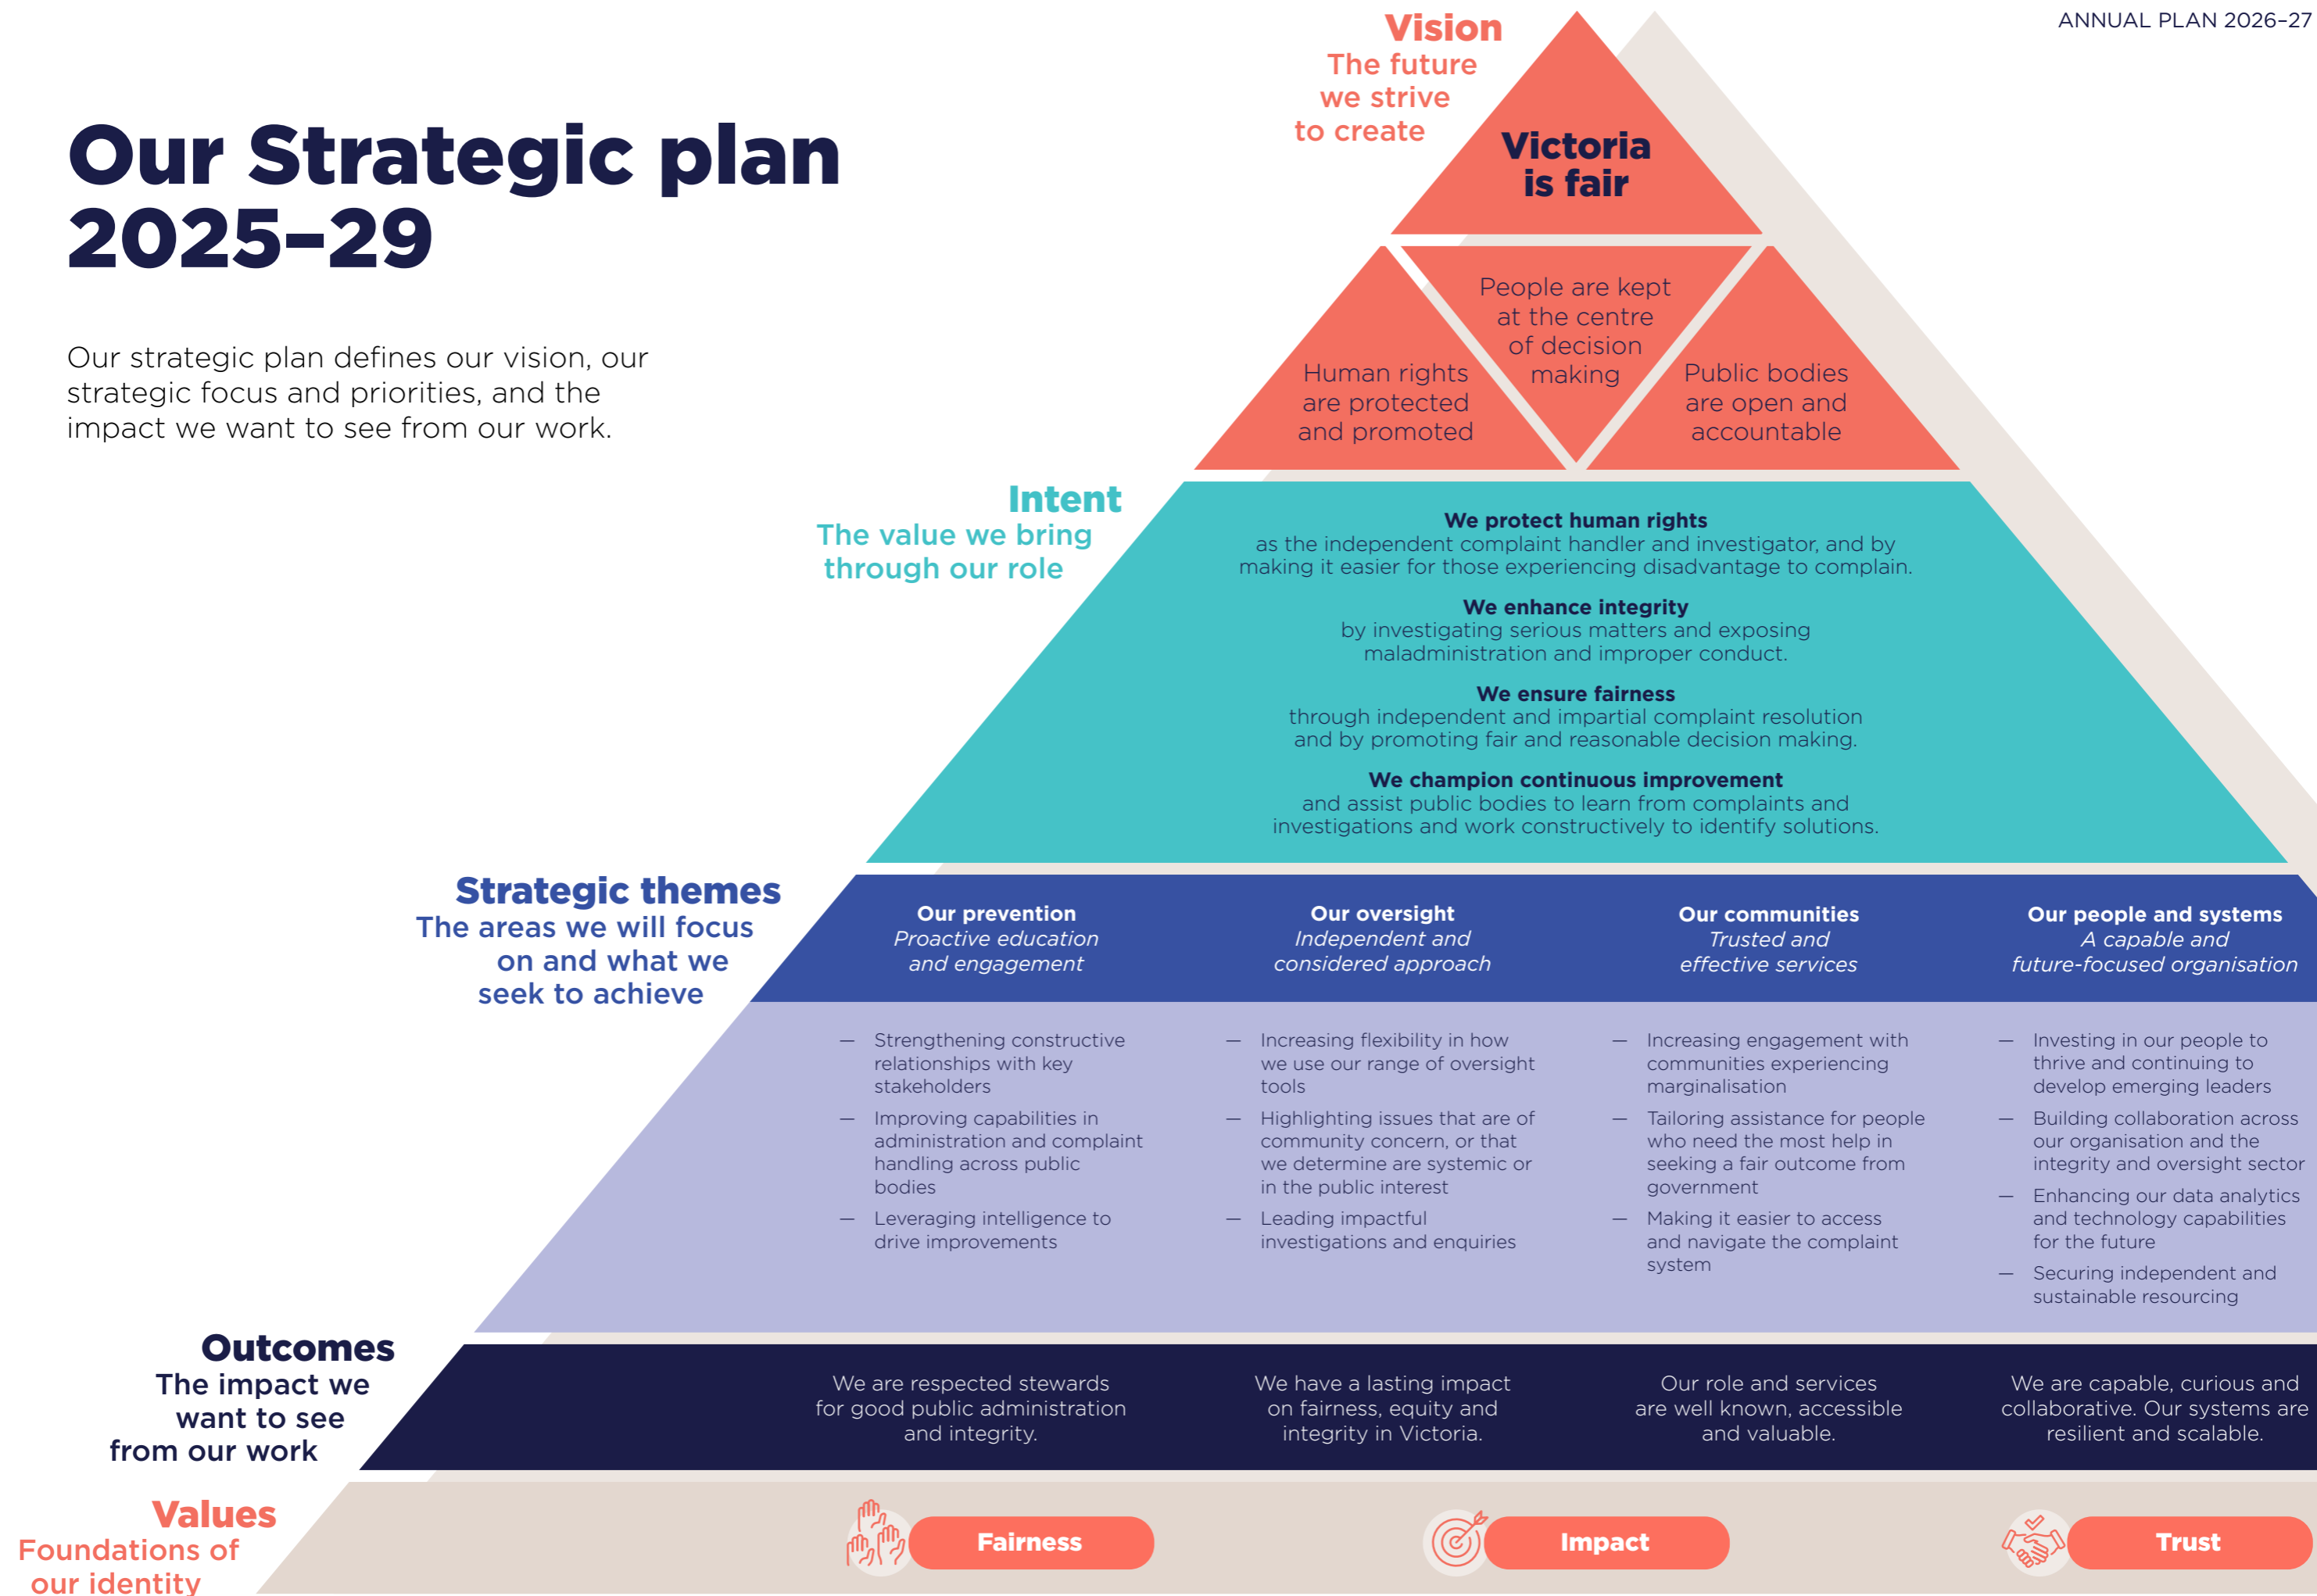 ANNUAL PLAN 2026–27
Our Strategic plan
2025–29
Our strategic plan defines our vision, our
strategic focus and priorities, and the
impact we want to see from our work.
Vision
The future
we strive
to create
Victoria
is fair
Human rights
are protected
and promoted
People are kept
at the centre
of decision
making
Public bodies
are open and
accountable
Intent
The value we bring
through our role
We protect human rights
as the independent complaint handler and investigator, and by
making it easier for those experiencing disadvantage to complain.
We enhance integrity
by investigating serious matters and exposing
maladministration and improper conduct.
We ensure fairness
through independent and impartial complaint resolution
and by promoting fair and reasonable decision making.
We champion continuous improvement
and assist public bodies to learn from complaints and
investigations and work constructively to identify solutions.
Strategic themes
The areas we will focus
on and what we
seek to achieve
Our prevention
Proactive education
and engagement
— Strengthening constructive
relationships with key
stakeholders
— Improving capabilities in
administration and complaint
handling across public
bodies
— Leveraging intelligence to
drive improvements
Our oversight
Independent and
considered approach
— Increasing flexibility in how
we use our range of oversight
tools
— Highlighting issues that are of
community concern, or that
we determine are systemic or
in the public interest
— Leading impactful
investigations and enquiries
Our communities
Trusted and
effective services
— Increasing engagement with
communities experiencing
marginalisation
— Tailoring assistance for people
who need the most help in
seeking a fair outcome from
government
— Making it easier to access
and navigate the complaint
system
Our people and systems
A capable and
future-focused organisation
— Investing in our people to
thrive and continuing to
develop emerging leaders
— Building collaboration across
our organisation and the
integrity and oversight sector
— Enhancing our data analytics
and technology capabilities
for the future
— Securing independent and
sustainable resourcing
Outcomes
The impact we
want to see
from our work
We are respected stewards
for good public administration
and integrity.
We have a lasting impact
on fairness, equity and
integrity in Victoria.
Our role and services
are well known, accessible
and valuable.
We are capable, curious and
collaborative. Our systems are
resilient and scalable.
Values
Foundations of
our identity
Fairness
Impact
Trust